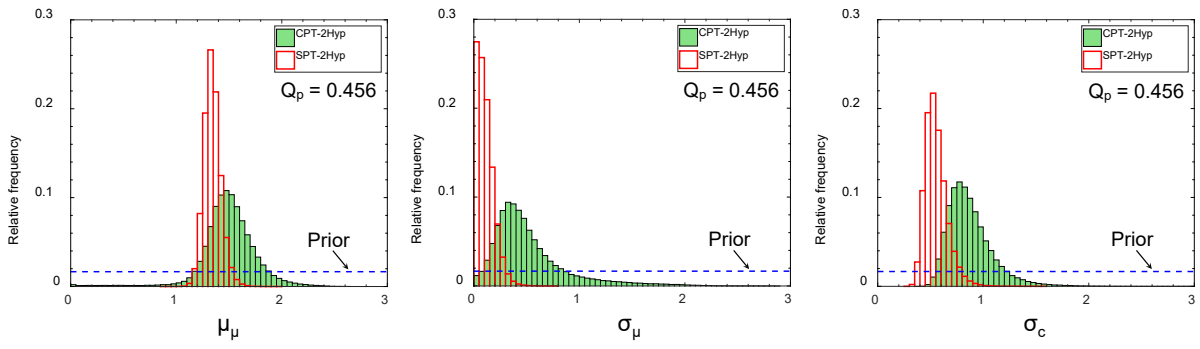 0.3
CPT-2Hyp
SPT-2Hyp
Qp = 0.456
0.2
Relative frequency
0.1
Prior
0
0 1 2 3
μμ
0.3
CPT-2Hyp
SPT-2Hyp
Qp = 0.456
0.2
Relative frequency
0.1
Prior
0
0 1 2 3
σμ
0.3
CPT-2Hyp
SPT-2Hyp
Qp = 0.456
0.2
Relative frequency
0.1
Prior
0
0 1 2 3
σc